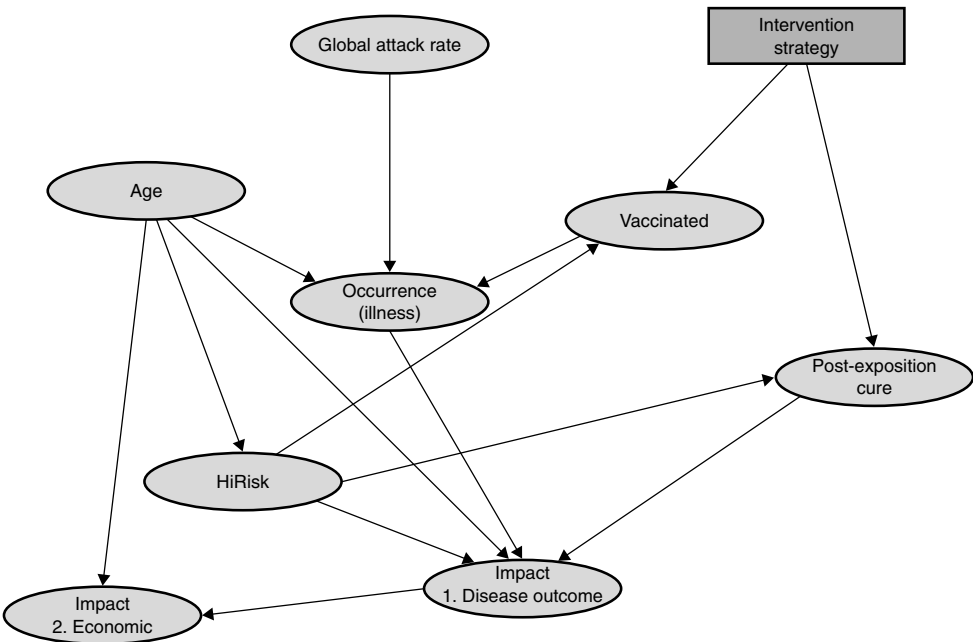 Intervention
strategy
Global attack rate
Age
Vaccinated
Occurrence
(illness)
Post-exposition
cure
HiRisk
Impact
1. Disease outcome
Impact
2. Economic